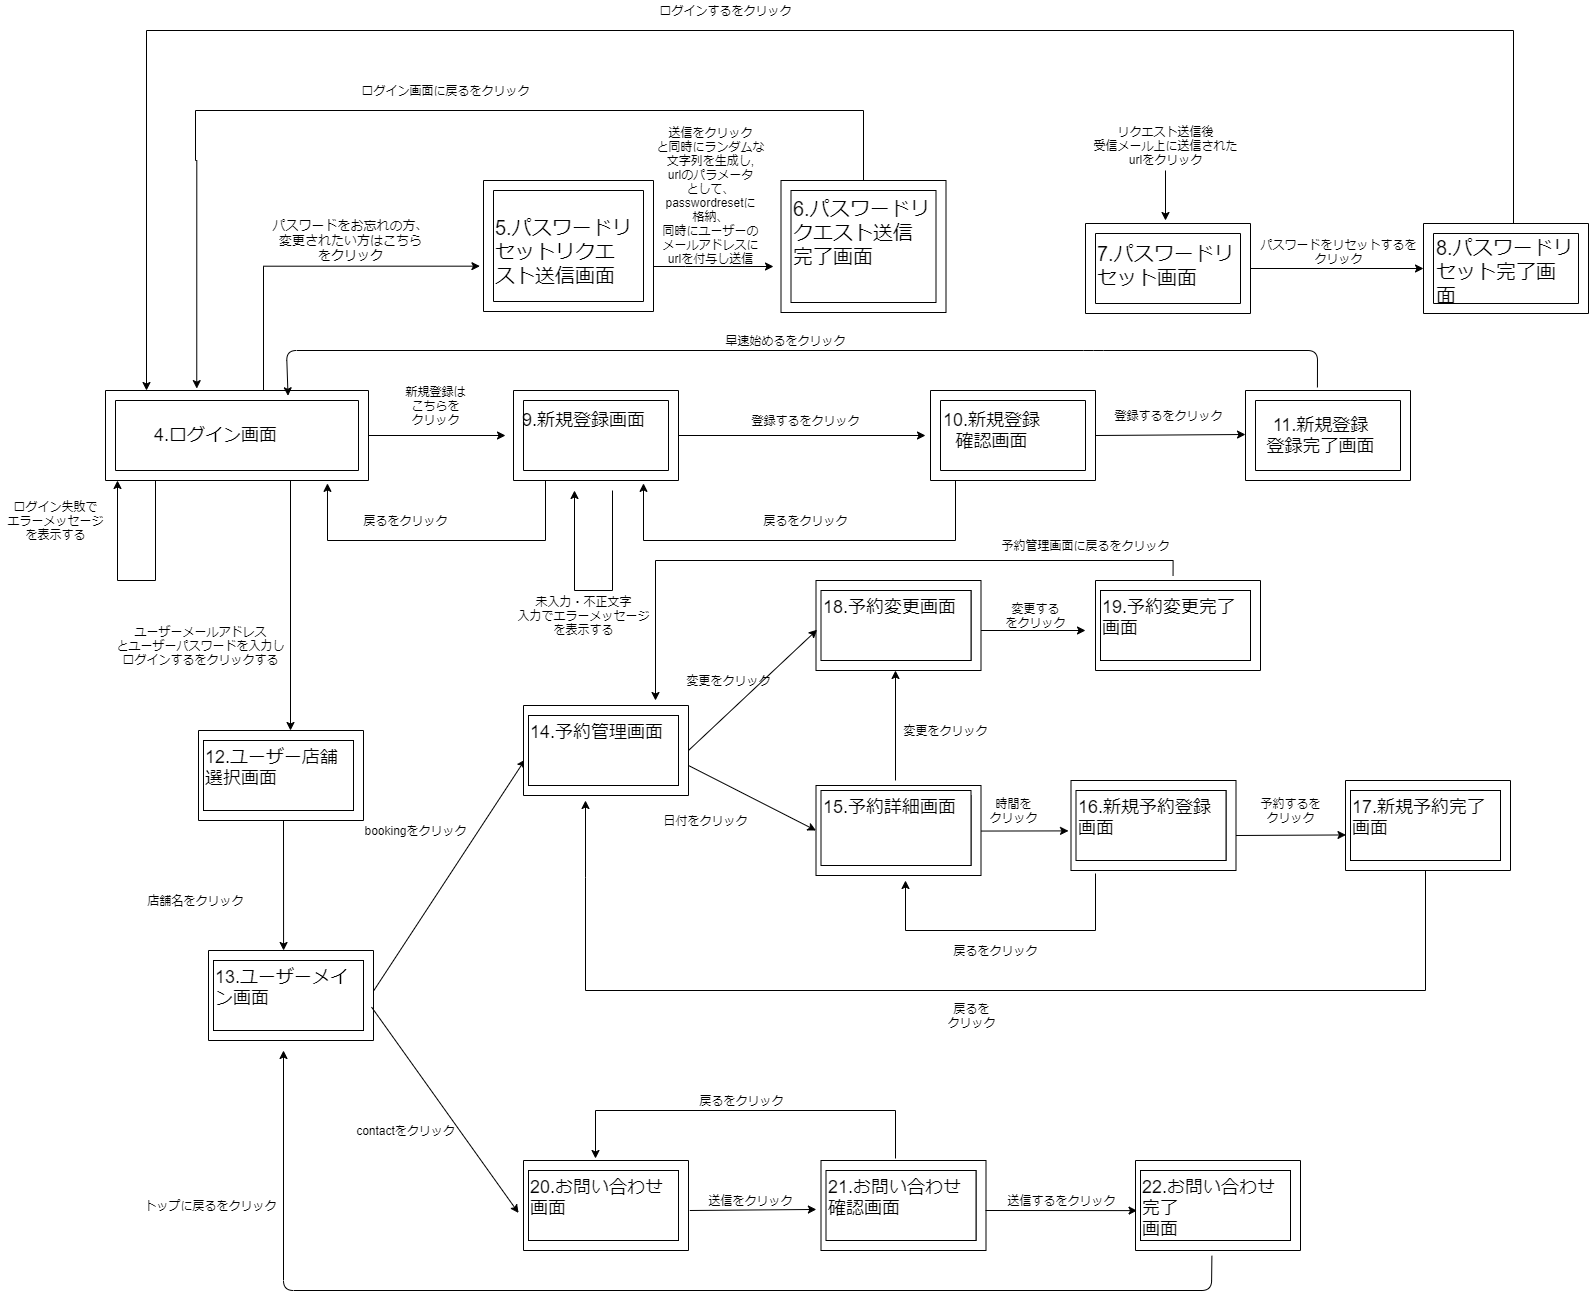 ログインするをクリック
ログイン画面に戻るをクリック
送信をクリック
と同時にランダムな
文字列を生成し,
urlのパラメータ
として、
passwordresetに
格納、
同時にユーザーの
メールアドレスに
urlを付与し送信
リクエスト送信後
受信メール上に送信された
urlをクリック
パスワードをお忘れの方、
変更されたい方はこちら
をクリック
5.パスワードリ
セットリクエ
スト送信画面
6.パスワードリ
クエスト送信
完了画面
7.パスワードリ
セット画面
パスワードをリセットするを
クリック
8.パスワードリ
セット完了画
面
早速始めるをクリック
4.ログイン画面
新規登録は
こちらを
クリック
9.新規登録画面
登録するをクリック
10.新規登録
確認画面
登録するをクリック
11.新規登録
登録完了画面
ログイン失敗で
エラーメッセージ
を表示する
戻るをクリック
戻るをクリック
未入力・不正文字
入力でエラーメッセージ
を表示する
予約管理画面に戻るをクリック
18.予約変更画面
変更する
をクリック
19.予約変更完了
画面
ユーザーメールアドレス
とユーザーパスワードを入力し
ログインするをクリックする
変更をクリック
14.予約管理画面
変更をクリック
12.ユーザー店舗
選択画面
bookingをクリック
日付をクリック
15.予約詳細画面
時間を
クリック
16.新規予約登録
画面
予約するを
クリック
17.新規予約完了
画面
店舗名をクリック
戻るをクリック
13.ユーザーメイ
ン画面
戻るを
クリック
戻るをクリック
contactをクリック
トップに戻るをクリック
20.お問い合わせ
画面
送信をクリック
21.お問い合わせ
確認画面
送信するをクリック
22.お問い合わせ
完了
画面